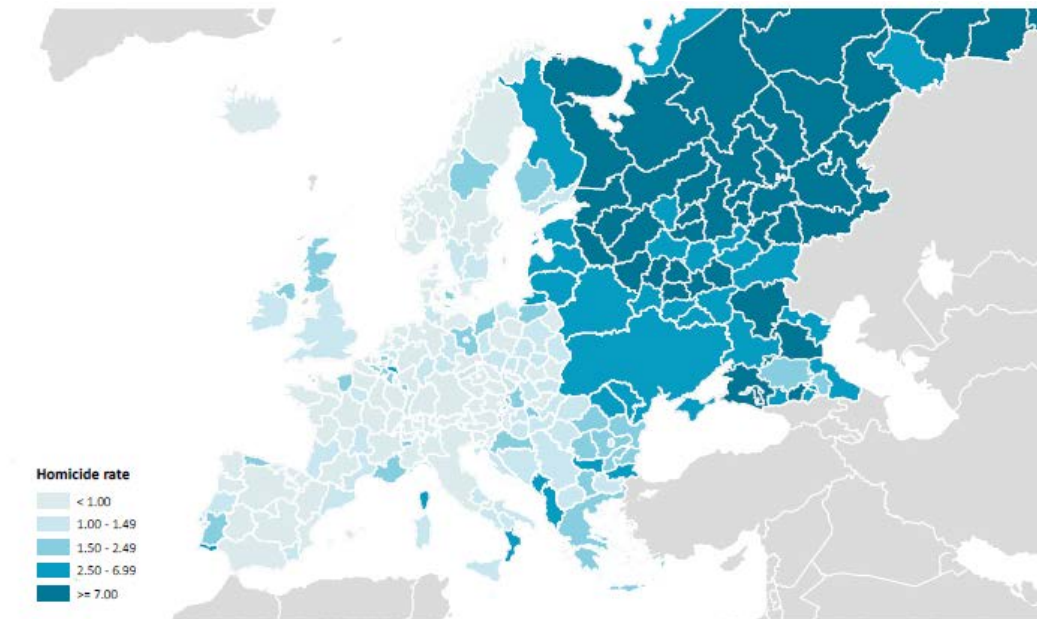 Homicide rate
< 1.00
1.00 - 1.49
1.50 - 2.49
2.50 - 6.99
>= 7.00